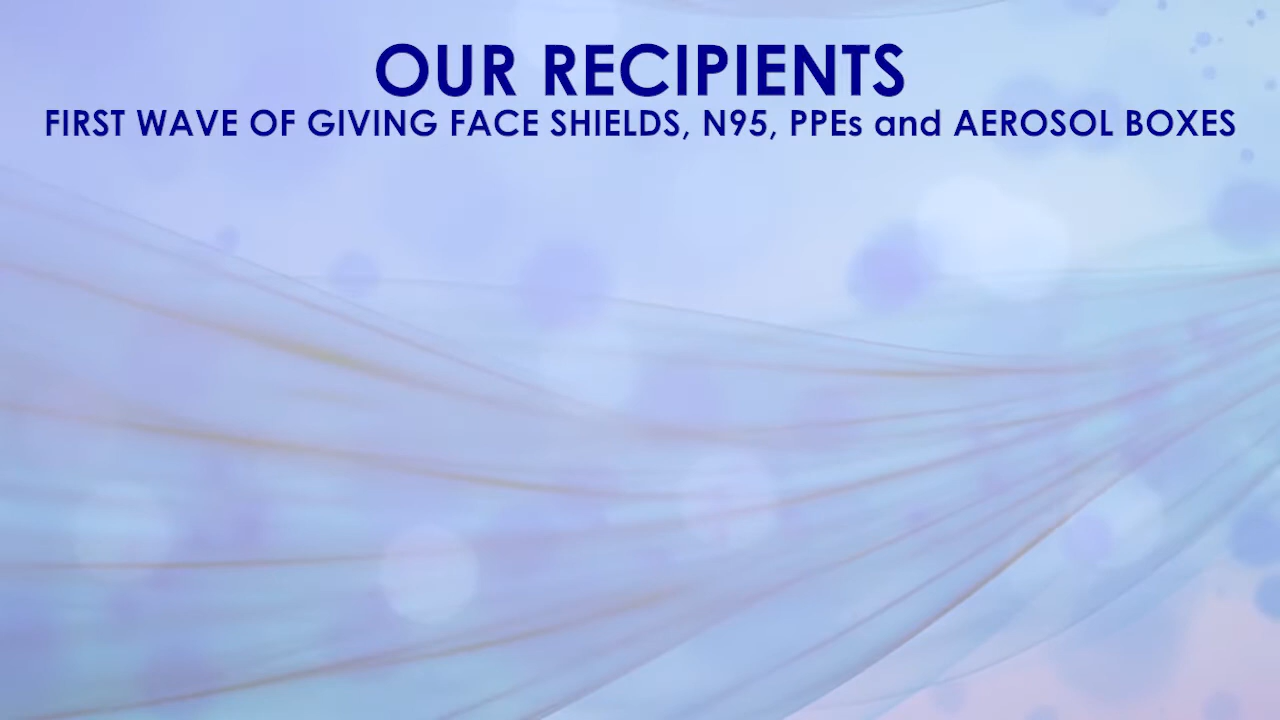 OUR RECIPIENTS
FIRST WAVE OF GIVING FACE SHIELDS, N95, PPEs and AEROSOL BOXES